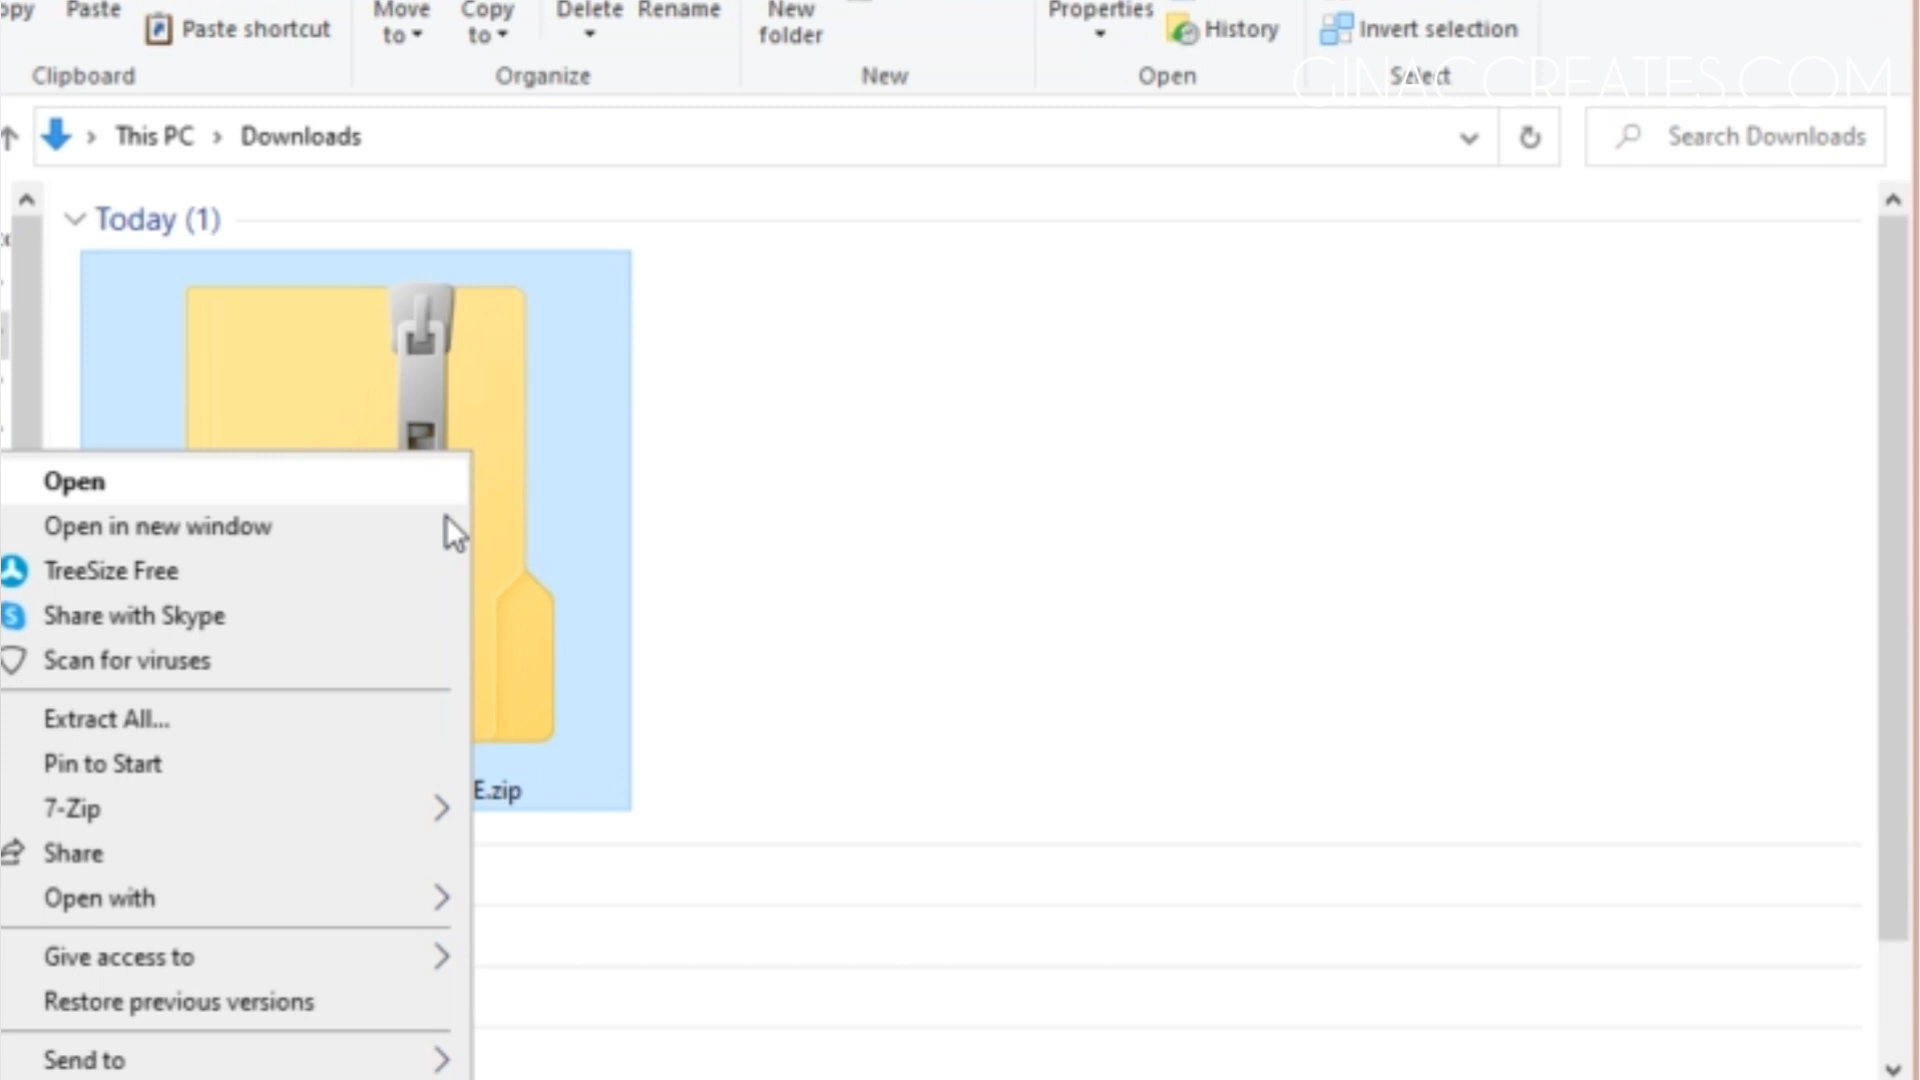 Paste
Move to
Copy to
Delete
Rename
New folder
Properties
Paste shortcut
History
Invert selection
Clipboard
Organize
New
Open
Select
GINACCREATES.COM
This PC
Downloads
Search Downloads
Today (1)
Open
Open in new window
TreeSize Free
Share with Skype
Scan for viruses
Extract All...
Pin to Start
7-Zip
E.zip
Share
Open with
Give access to
Restore previous versions
Send to